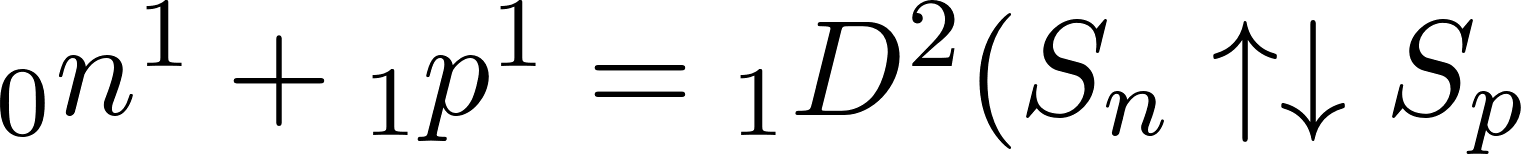 ₀n¹ + ₁p¹ = ₁D²(Sₙ ↑↓ Sₚ